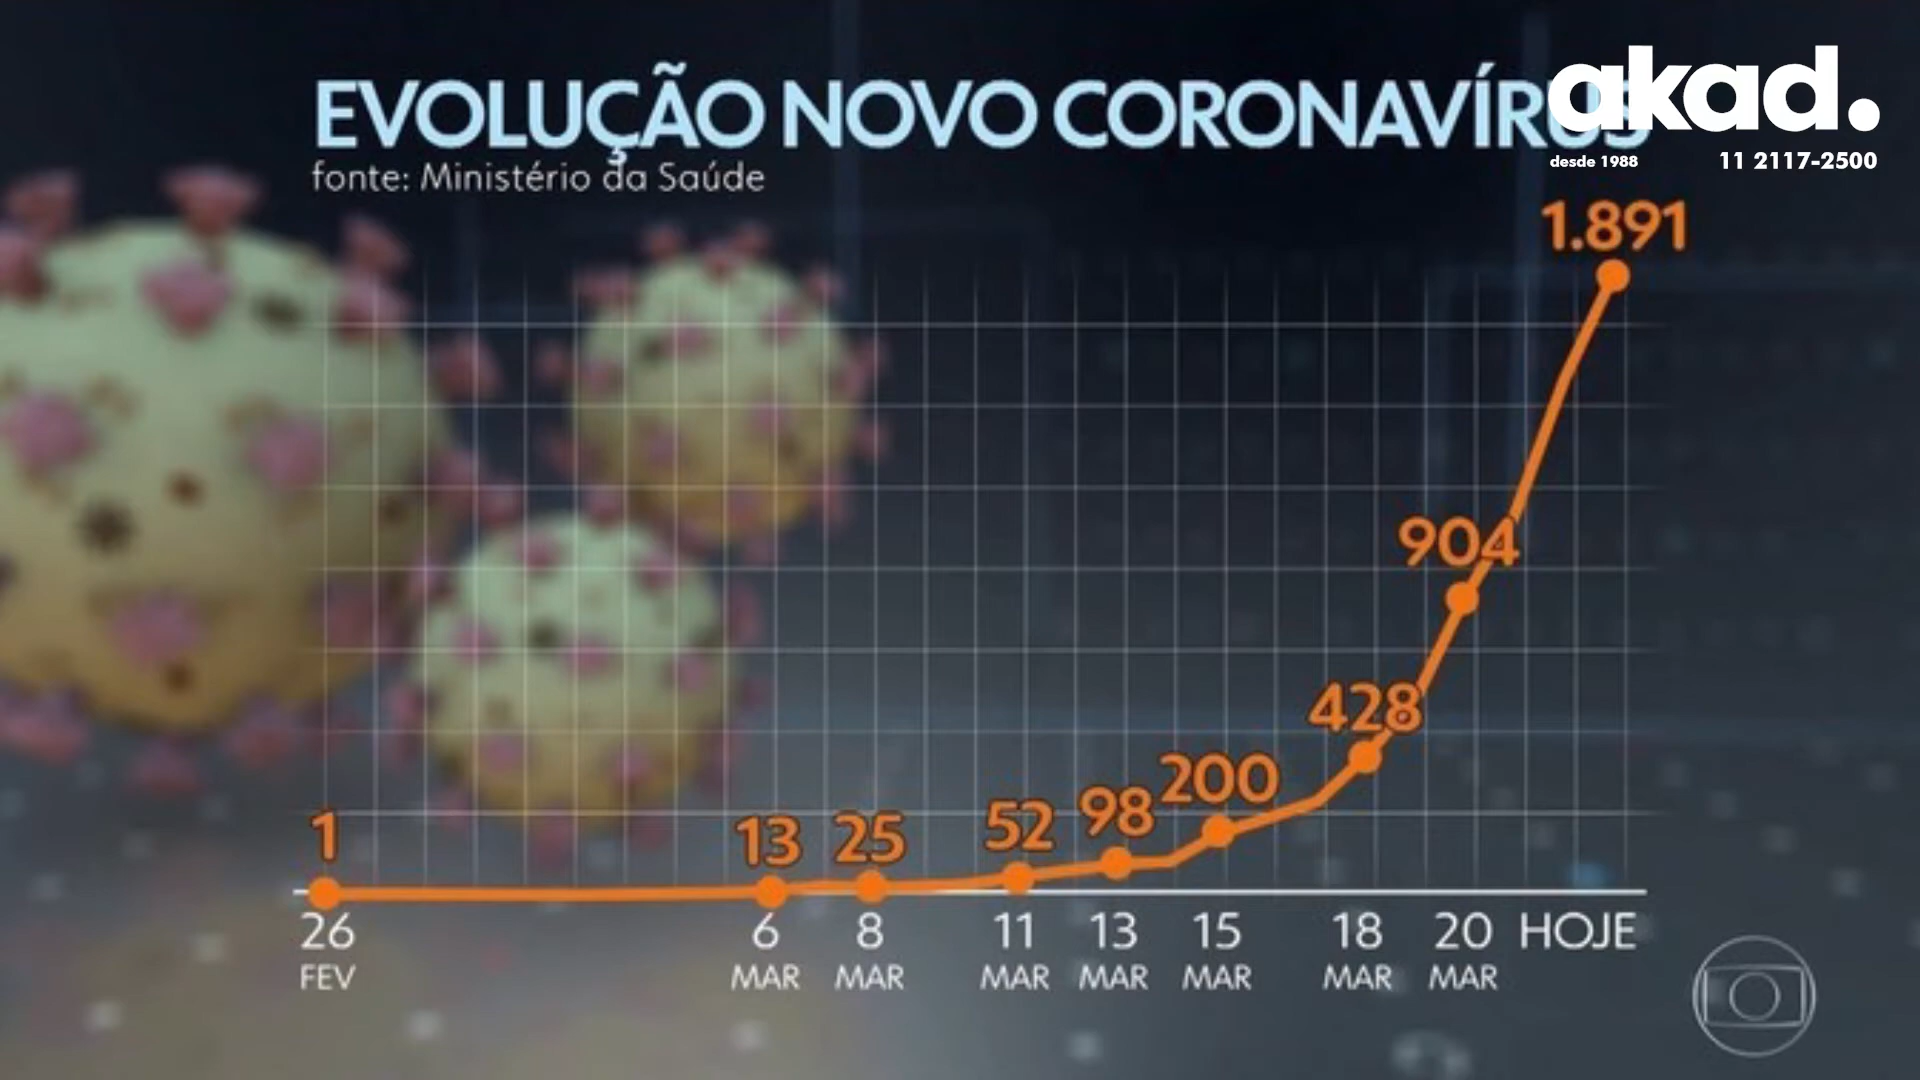 EVOLUÇÃO NOVO CORONAVÍRUS
fonte: Ministério da Saúde
akad.
desde 1988
11 2117-2500
1.891
904
428
200
98
52
25
13
1
26 6 8 11 13 15 18 20 HOJE
FEV MAR MAR MAR MAR MAR MAR MAR